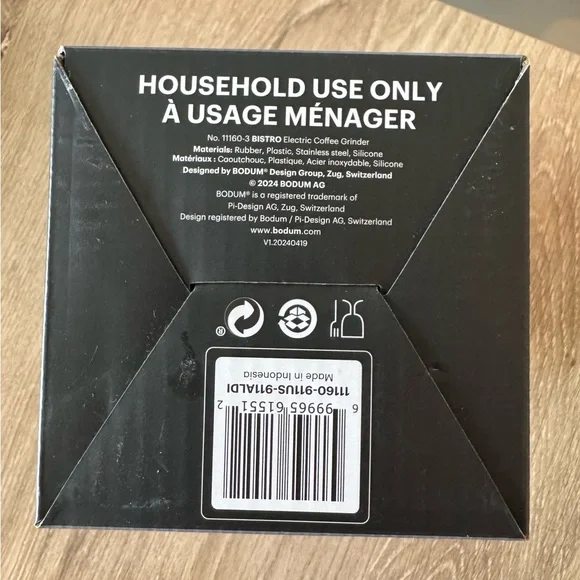 HOUSEHOLD USE ONLY
À USAGE MÉNAGER
No. 11160-3 BISTRO Electric Coffee Grinder
Materials: Rubber, Plastic, Stainless steel, Silicone
Matériaux : Caoutchouc, Plastique, Acier inoxydable, Silicone
Designed by BODUM® Design Group, Zug, Switzerland
© 2024 BODUM AG
BODUM® is a registered trademark of
Pi-Design AG, Zug, Switzerland
Design registered by Bodum / Pi-Design AG, Switzerland
www.bodum.com
V1.20240419
®
Made in Indonesia
11160-911US-911ALDI
6 99965 61551 2